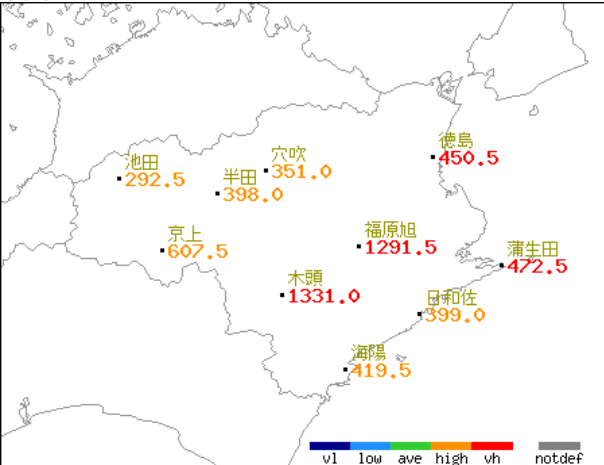 徳島
450.5
穴吹
351.0
池田
292.5
半田
398.0
福原旭
1291.5
京上
607.5
蒲生田
472.5
木頭
1331.0
日和佐
399.0
海陽
419.5
vl low ave high vh notdef